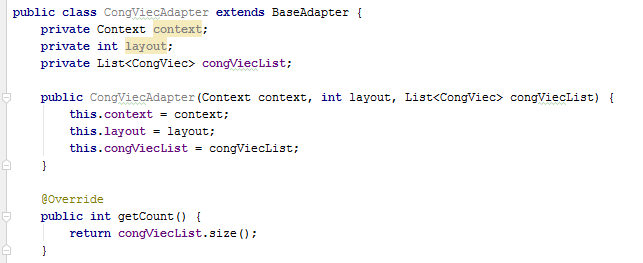 public class CongViecAdapter extends BaseAdapter {
    private Context context;
    private int layout;
    private List<CongViec> congViecList;

    public CongViecAdapter(Context context, int layout, List<CongViec> congViecList) {
        this.context = context;
        this.layout = layout;
        this.congViecList = congViecList;
    }

    @Override
    public int getCount() {
        return congViecList.size();
    }